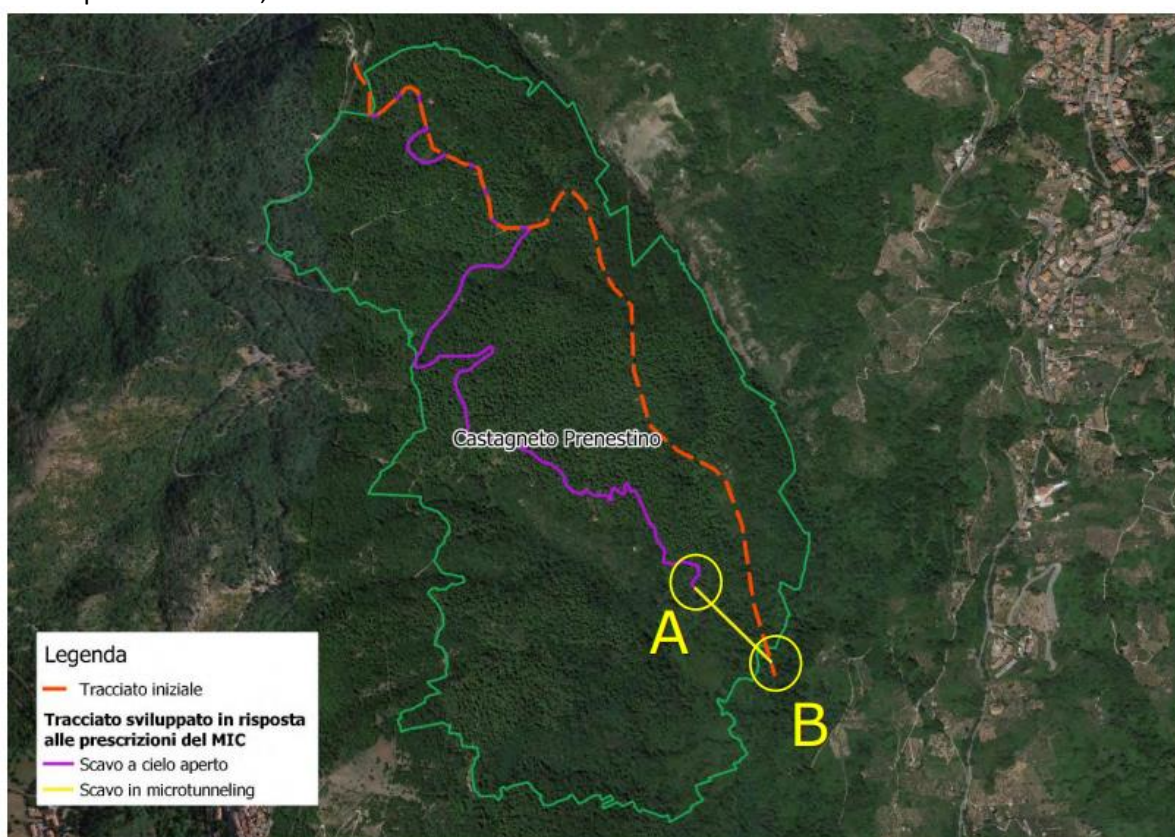 Castagneto Prenestino
A
B
Legenda
Tracciato iniziale
Tracciato sviluppato in risposta
alle prescrizioni del MIC
Scavo a cielo aperto
Scavo in microtunneling